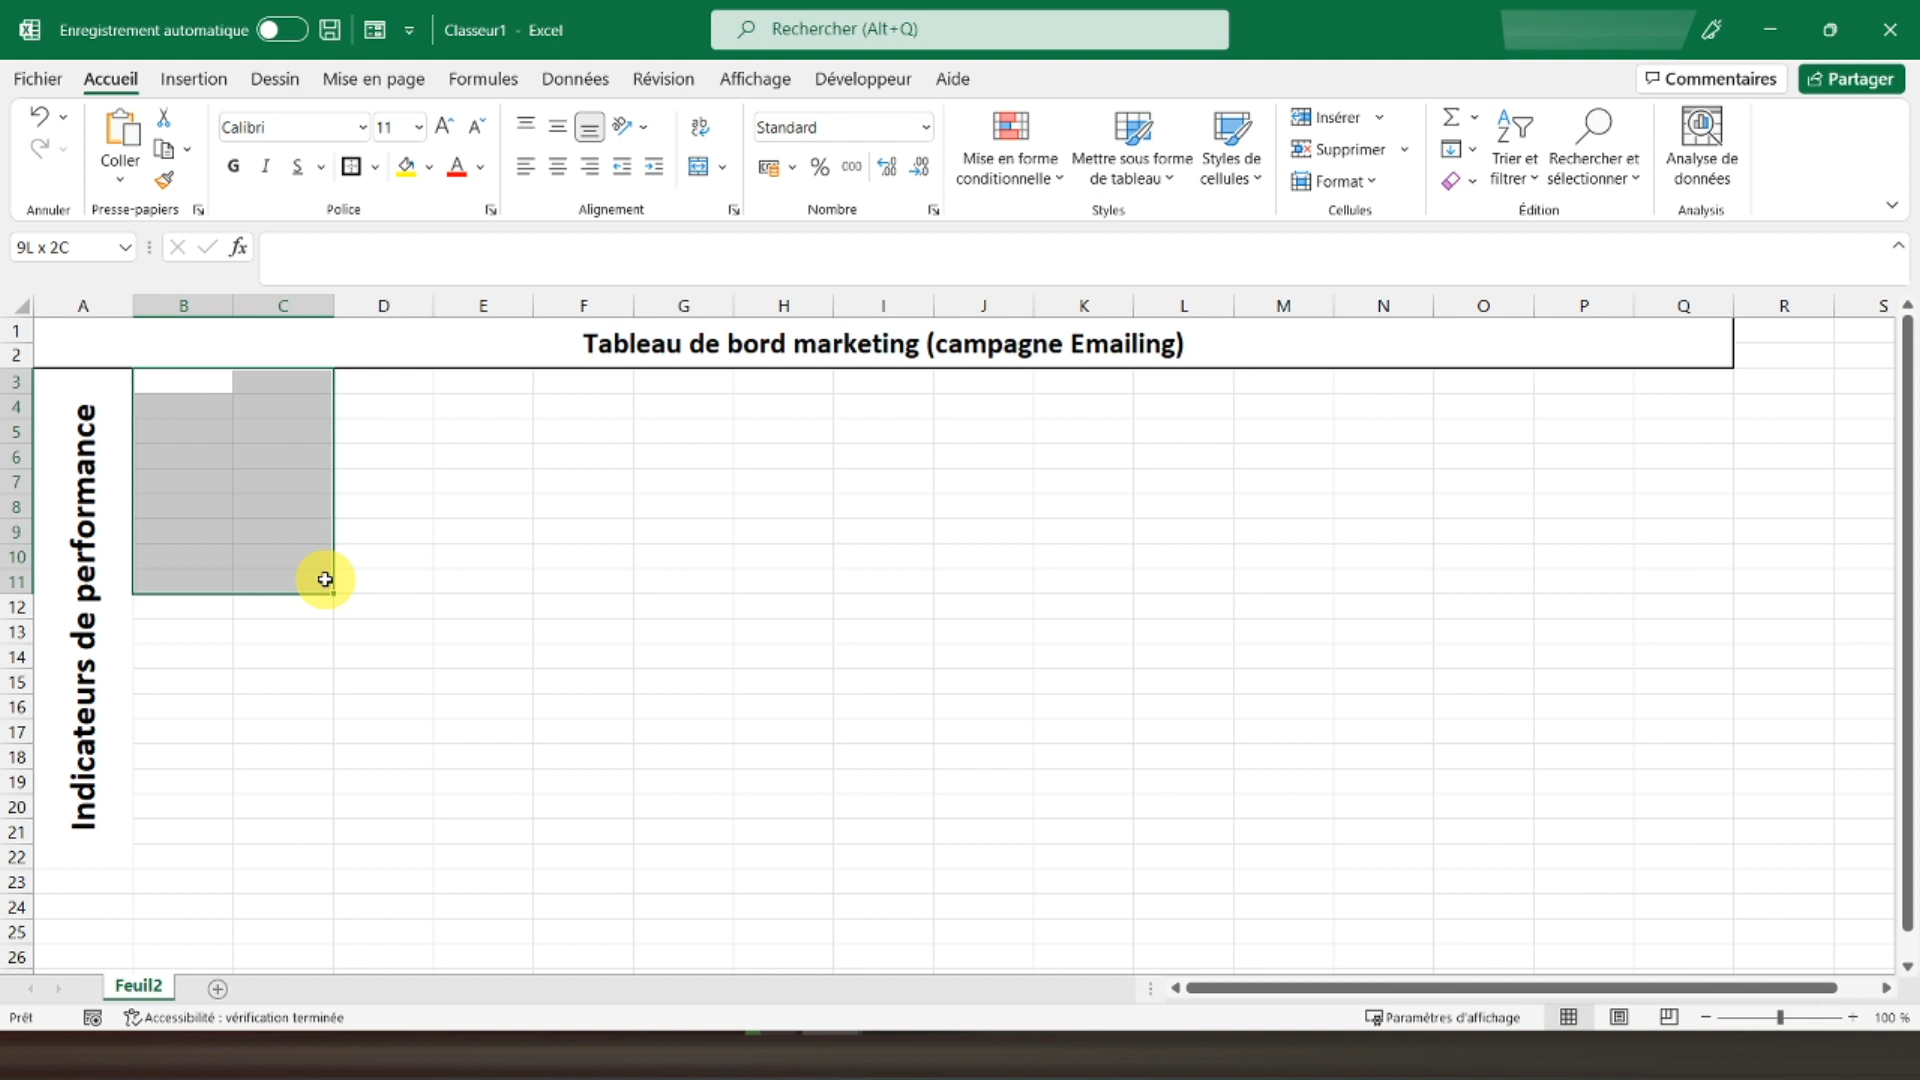 Enregistrement automatique
Classeur1 - Excel
Rechercher (Alt+Q)
Fichier Accueil Insertion Dessin Mise en page Formules Données Révision Affichage Développeur Aide
Commentaires
Partager
Annuler
Coller
Presse-papiers
Calibri 11
G I S A
Police
Alignement
Standard
% 000
Nombre
Mise en forme conditionnelle
Mettre sous forme de tableau
Styles de cellules
Styles
Insérer
Supprimer
Format
Cellules
Trier et filtrer
Rechercher et sélectionner
Édition
Analyse de données
Analysis
9L x 2C
fx
A B C D E F G H I J K L M N O P Q R S
1
2
3
4
5
6
7
8
9
10
11
12
13
14
15
16
17
18
19
20
21
22
23
24
25
26
Tableau de bord marketing (campagne Emailing)
Indicateurs de performance
Feuil2
Prêt
Accessibilité : vérification terminée
Paramètres d'affichage
100 %